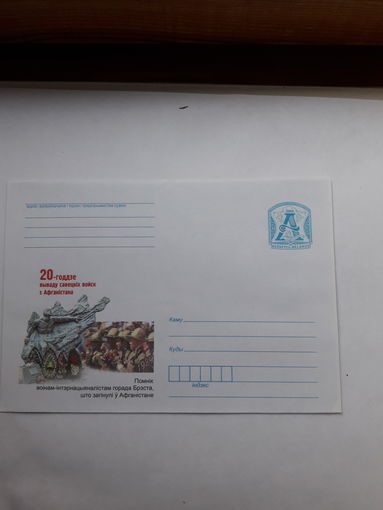 20-годдзе
вываду савецкіх войск
з Афганістана
Помнік
воінам-інтэрнацыяналістам горада Брэста,
што загінулі ў Афганістане
А
Каму
Куды
Індэкс